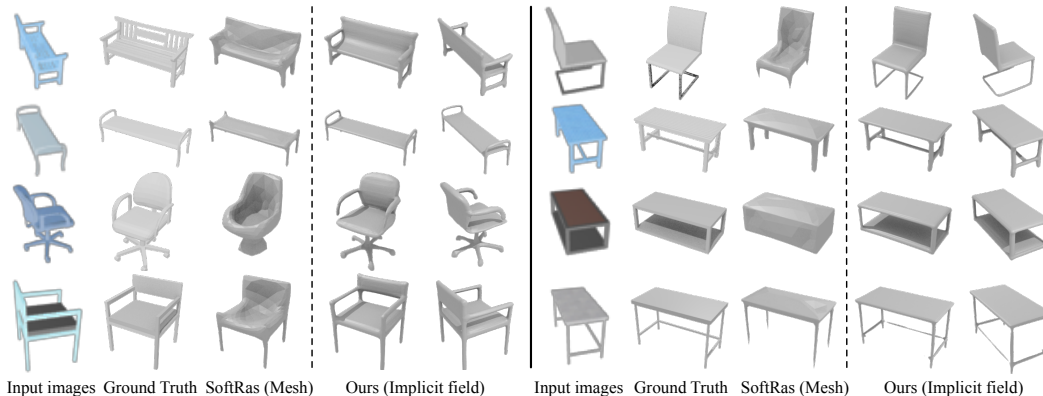 Input images Ground Truth SoftRas (Mesh) Ours (Implicit field) Input images Ground Truth SoftRas (Mesh) Ours (Implicit field)